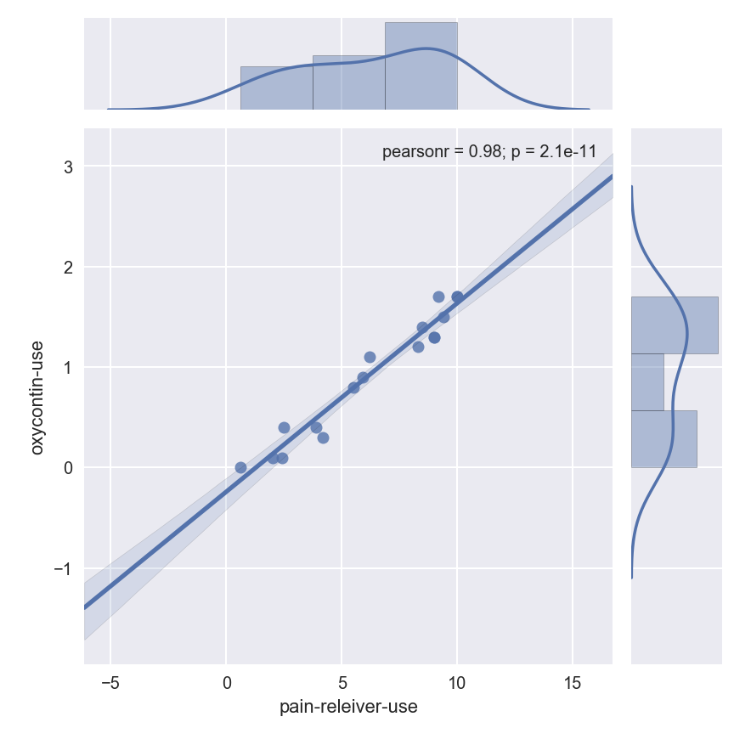 pearsonr = 0.98; p = 2.1e-11
3
2
1
0
−1
oxycontin-use
−5 0 5 10 15
pain-releiver-use